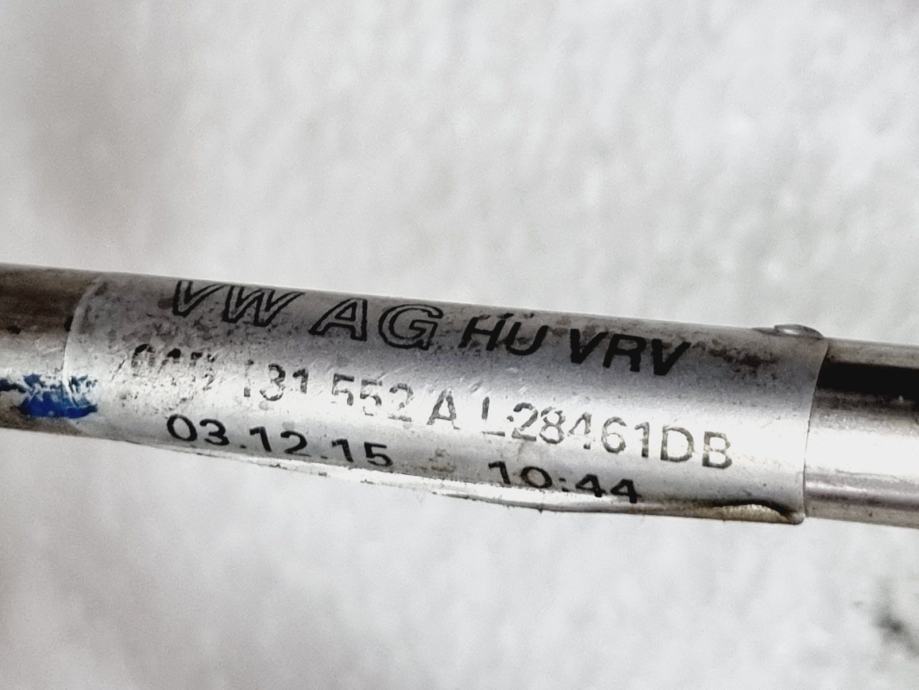 VW AG HU VRV
131 552 A L28461DB
03.12.15 10:44